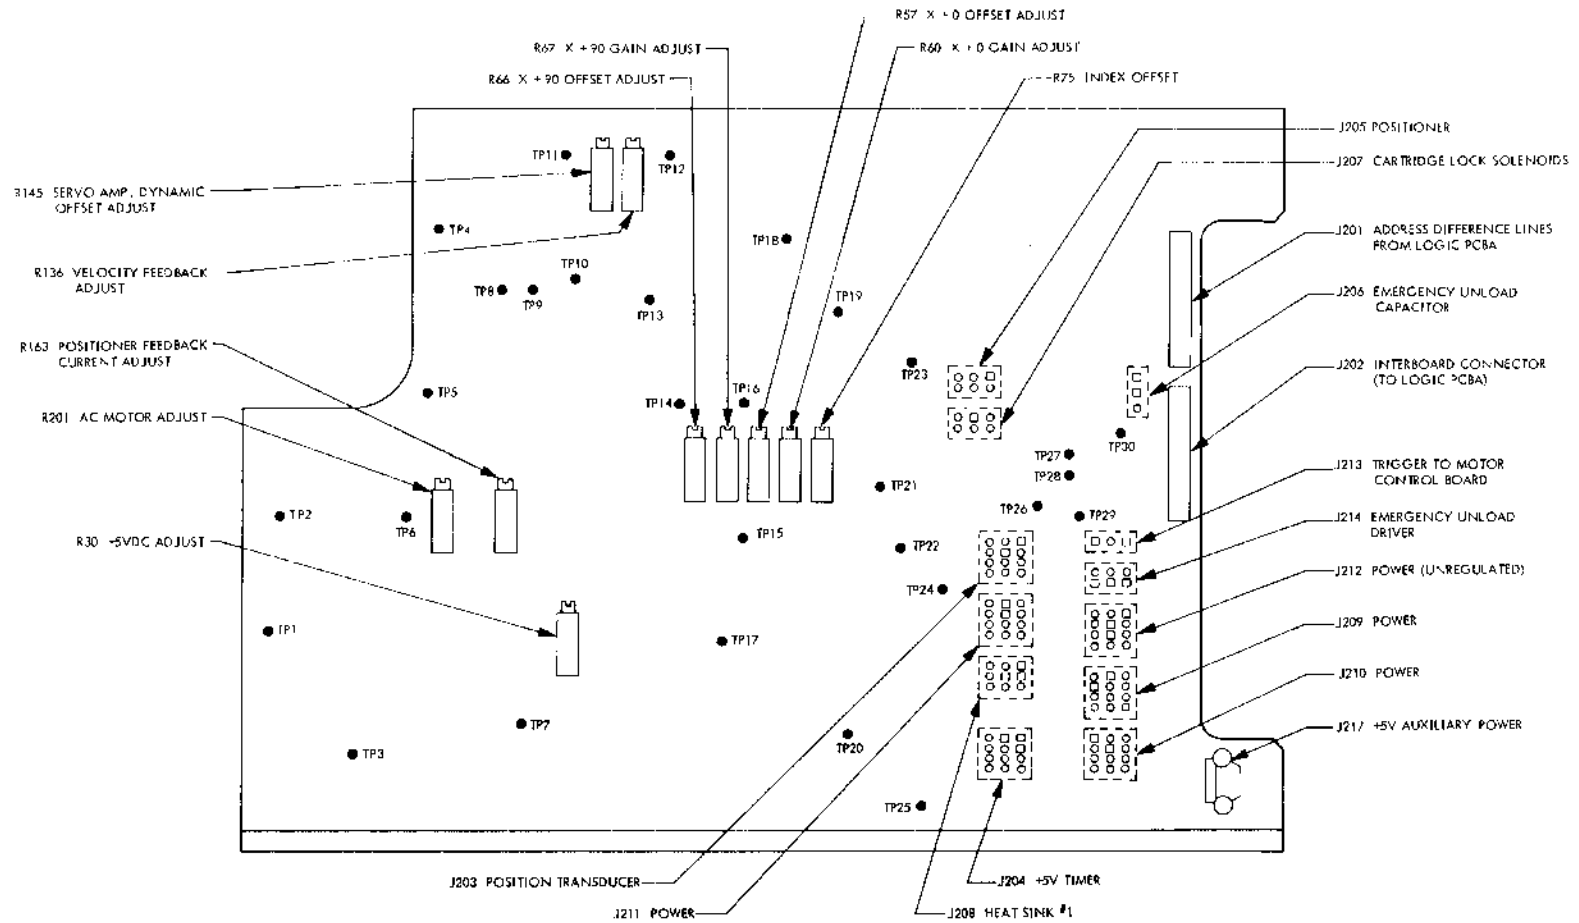 R57 X +0 OFFSET ADJUST
R67 X +90 GAIN ADJUST
R60 X +0 GAIN ADJUST
R66 X +90 OFFSET ADJUST
R75 INDEX OFFSET
J205 POSITIONER
J207 CARTRIDGE LOCK SOLENOIDS
TP11
TP12
R145 SERVO AMP, DYNAMIC
OFFSET ADJUST
TP4
TP18
J201 ADDRESS DIFFERENCE LINES
FROM LOGIC PCBA
R136 VELOCITY FEEDBACK
ADJUST
TP10
TP8
TP9
TP13
TP19
J206 EMERGENCY UNLOAD
CAPACITOR
R163 POSITIONER FEEDBACK
CURRENT ADJUST
TP23
J202 INTERBOARD CONNECTOR
(TO LOGIC PCBA)
TP5
TP16
TP14
R201 AC MOTOR ADJUST
TP30
TP27
TP28
J213 TRIGGER TO MOTOR
CONTROL BOARD
TP21
TP26
TP29
TP2
TP6
J214 EMERGENCY UNLOAD
DRIVER
R30 +5VDC ADJUST
TP15
TP22
J212 POWER (UNREGULATED)
TP24
TP1
TP17
J209 POWER
J210 POWER
TP7
TP20
TP3
J217 +5V AUXILIARY POWER
TP25
J203 POSITION TRANSDUCER
J204 +5V TIMER
J211 POWER
J208 HEAT SINK #1